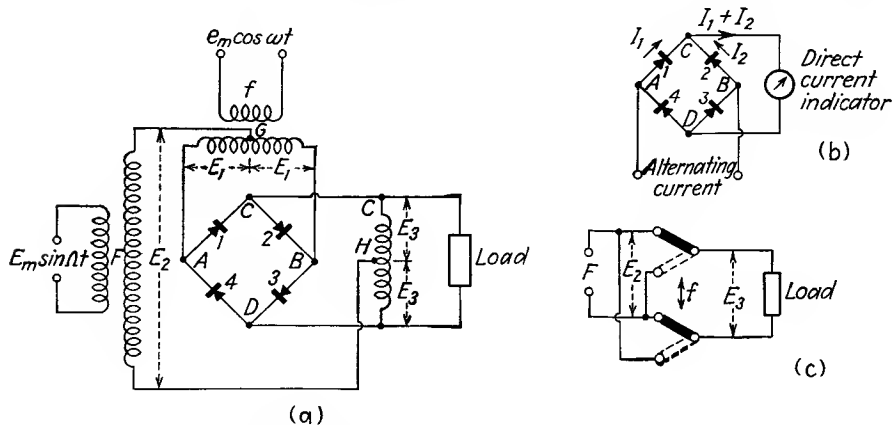 e_m cos ωt
f
G
E_1 E_1
E_m sin Ωt
F
E_2
C
1 2
A B
4 3
D
C
H
E_3
E_3
Load
(a)
I_1 + I_2
I_1
C
I_2
1 2
A B
4 3
D
Direct
current
indicator
Alternating
current
(b)
F
E_2
f
E_3
Load
(c)